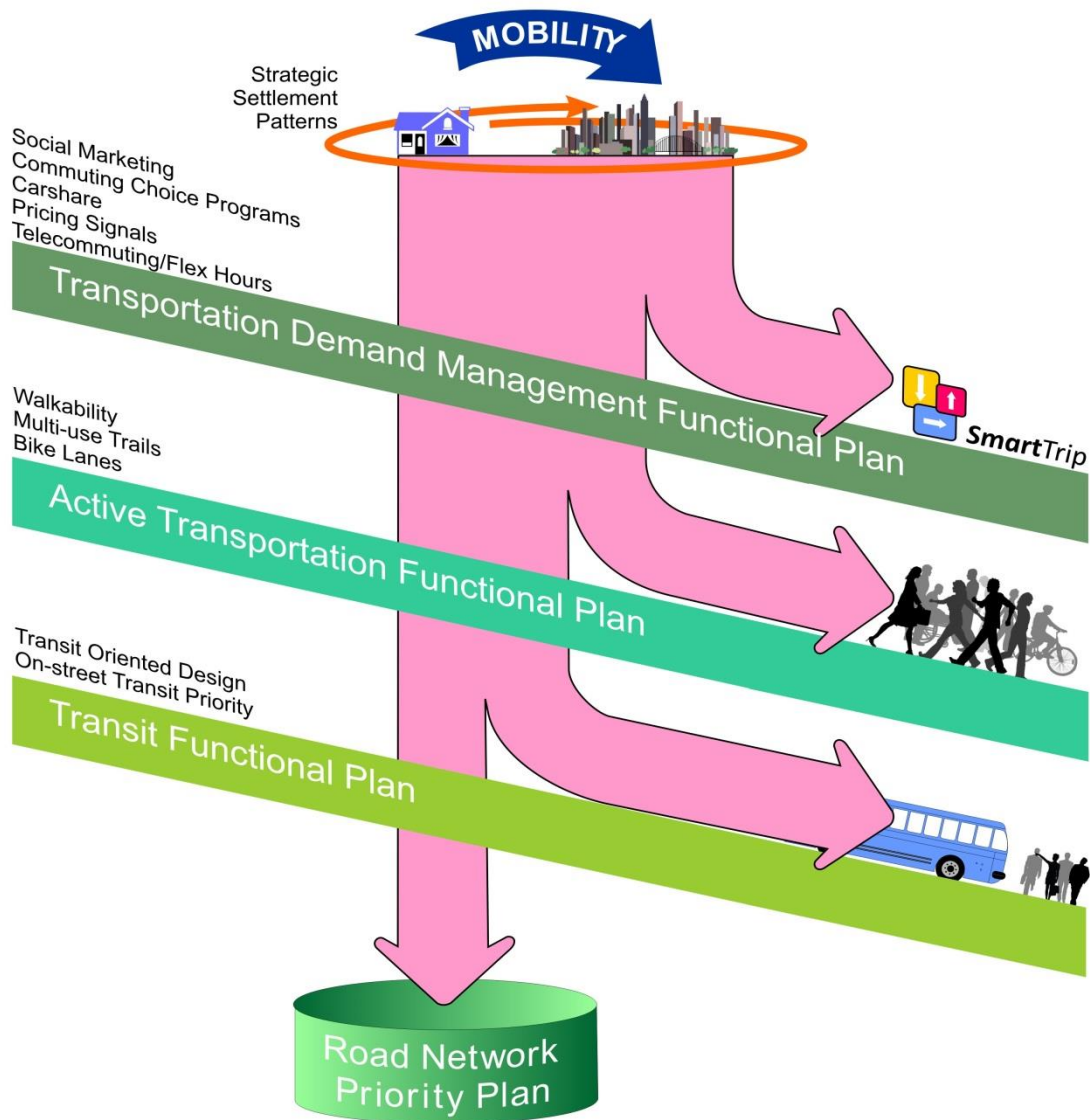 MOBILITY
Strategic
Settlement
Patterns
Social Marketing
Commuting Choice Programs
Carshare
Pricing Signals
Telecommuting/Flex Hours
Transportation Demand Management Functional Plan
SmartTrip
Walkability
Multi-use Trails
Bike Lanes
Active Transportation Functional Plan
Transit Oriented Design
On-street Transit Priority
Transit Functional Plan
Road Network
Priority Plan